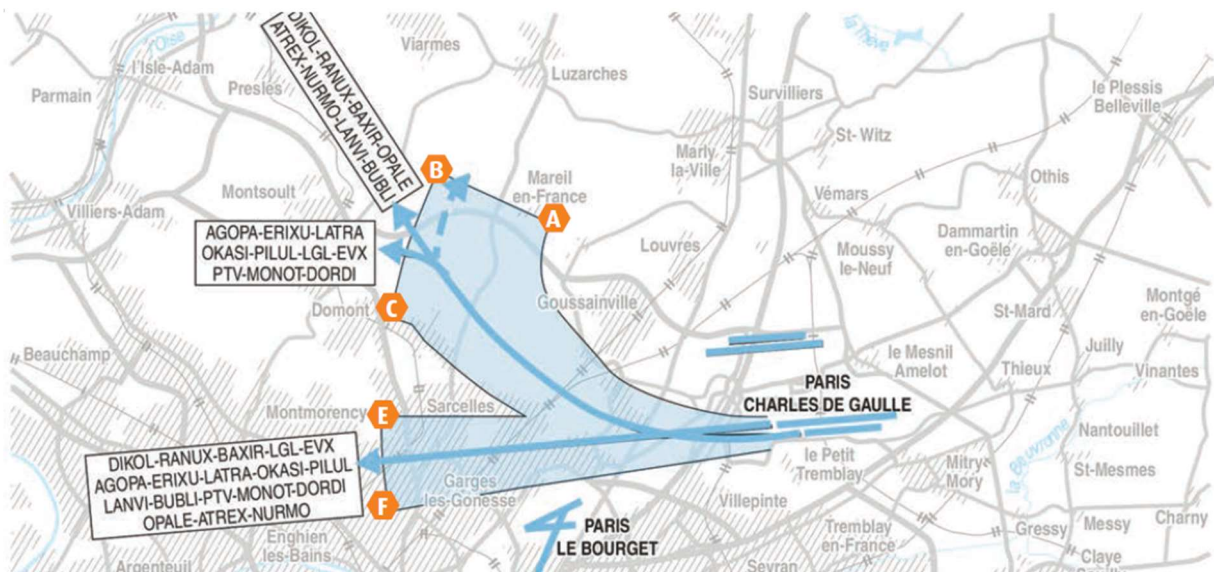 Viarmes
l'Oise
l'Isle-Adam
Parmain
Presles
Luzarches
la Thève
Survilliers
le Plessis
Belleville
DIKOL-RANUX-BAXIR-OPALE
ATREX-NURMO-LANVI-BUBLI
St- Witz
Marly
la-Ville
B
Mareil
en-France
Montsoult
Villiers-Adam
A
Vémars
Othis
AGOPA-ERIXU-LATRA
OKASI-PILUL-LGL-EVX
PTV-MONOT-DORDI
Louvres
Moussy
le-Neuf
Dammartin
en-Goële
C
Domont
Goussainville
St-Mard
Montgé
en-Goële
Beauchamp
le Mesnil
Amelot
Thieux
Juilly
Vinantes
PARIS
CHARLES DE GAULLE
Montmorency
E
Sarcelles
Nantouillet
la Beuvronne
DIKOL-RANUX-BAXIR-LGL-EVX
AGOPA-ERIXU-LATRA-OKASI-PILUL
LANVI-BUBLI-PTV-MONOT-DORDI
OPALE-ATREX-NURMO
le Petit
Tremblay
Mitry
Mory
St-Mesmes
F
Garges
les-Gonesse
Villepinte
PARIS
LE BOURGET
Tremblay
en-France
Gressy
Messy
Charny
Enghien
les-Bains
Argenteuil
Sevran
Claye